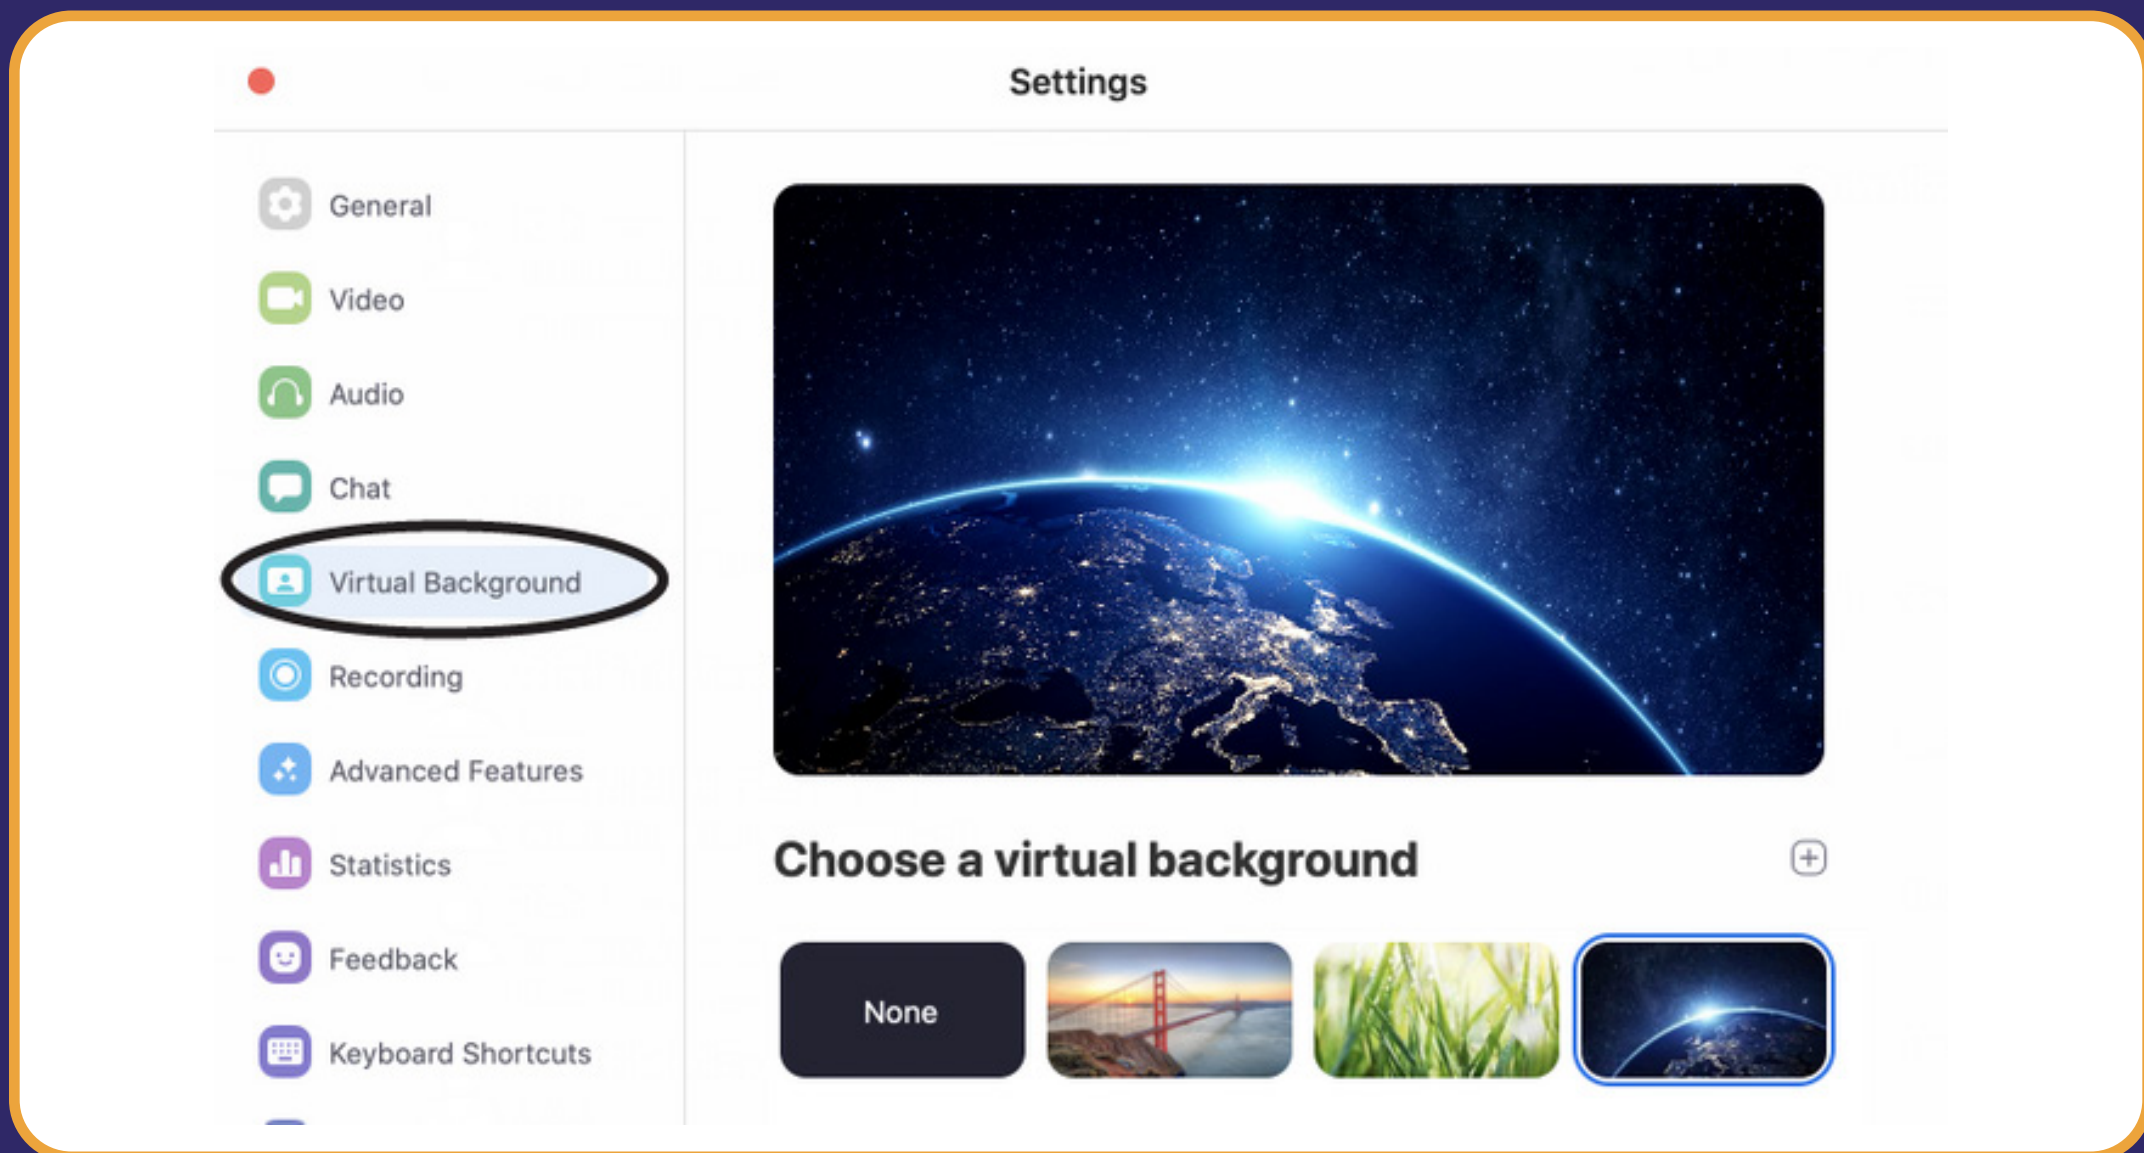 Settings
General
Video
Audio
Chat
Virtual Background
Recording
Advanced Features
Statistics
Feedback
Keyboard Shortcuts
Choose a virtual background
None